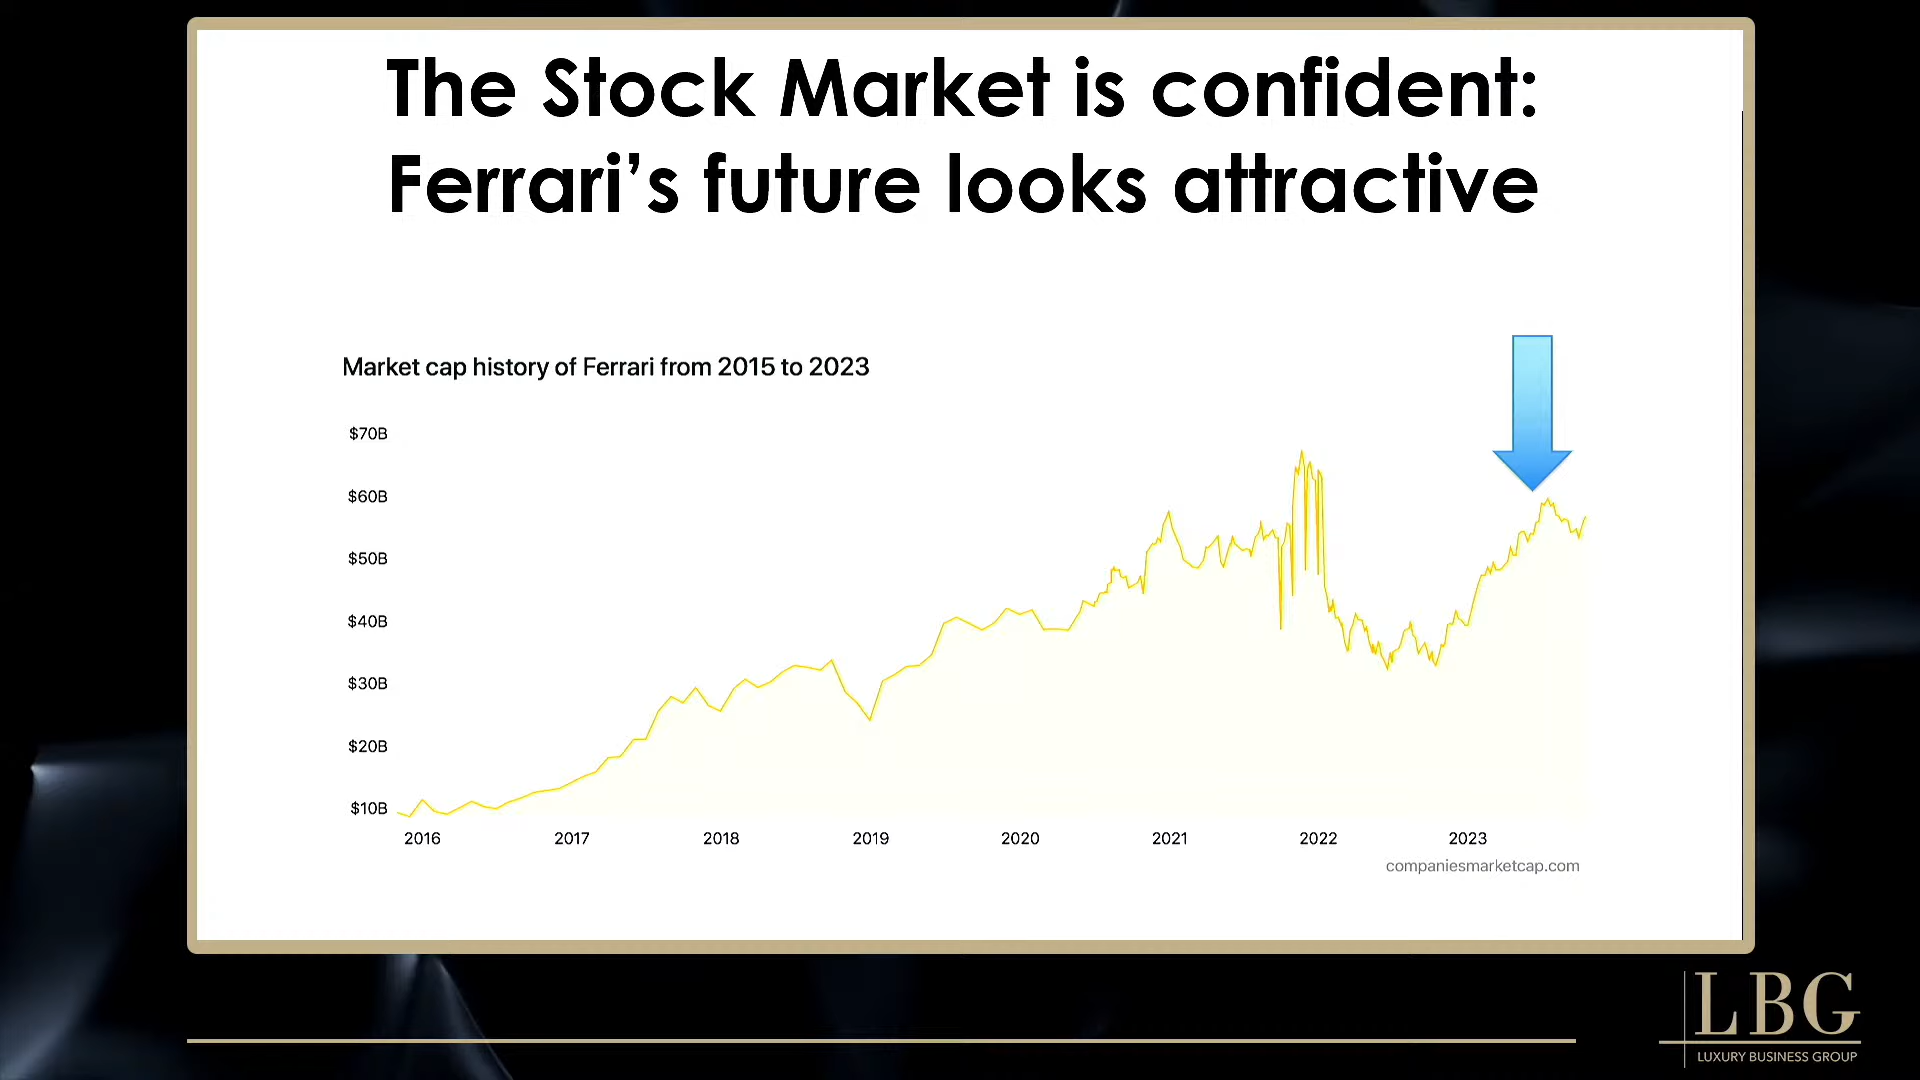 The Stock Market is confident:
Ferrari’s future looks attractive
Market cap history of Ferrari from 2015 to 2023
$70B
$60B
$50B
$40B
$30B
$20B
$10B
2016 2017 2018 2019 2020 2021 2022 2023
companiesmarketcap.com
LBG
LUXURY BUSINESS GROUP